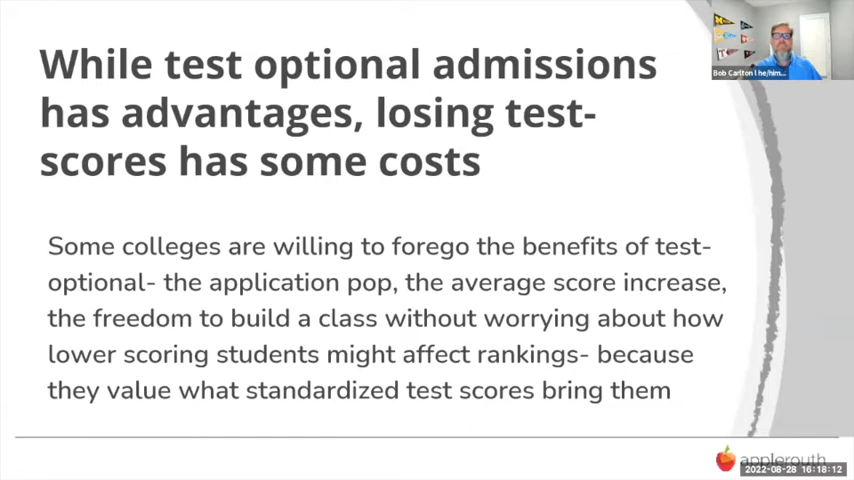 While test optional admissions
has advantages, losing test-
scores has some costs
Bob Carlton | he/him...
Some colleges are willing to forego the benefits of test-
optional- the application pop, the average score increase,
the freedom to build a class without worrying about how
lower scoring students might affect rankings- because
they value what standardized test scores bring them
applerouth
2022-08-28 16:18:12